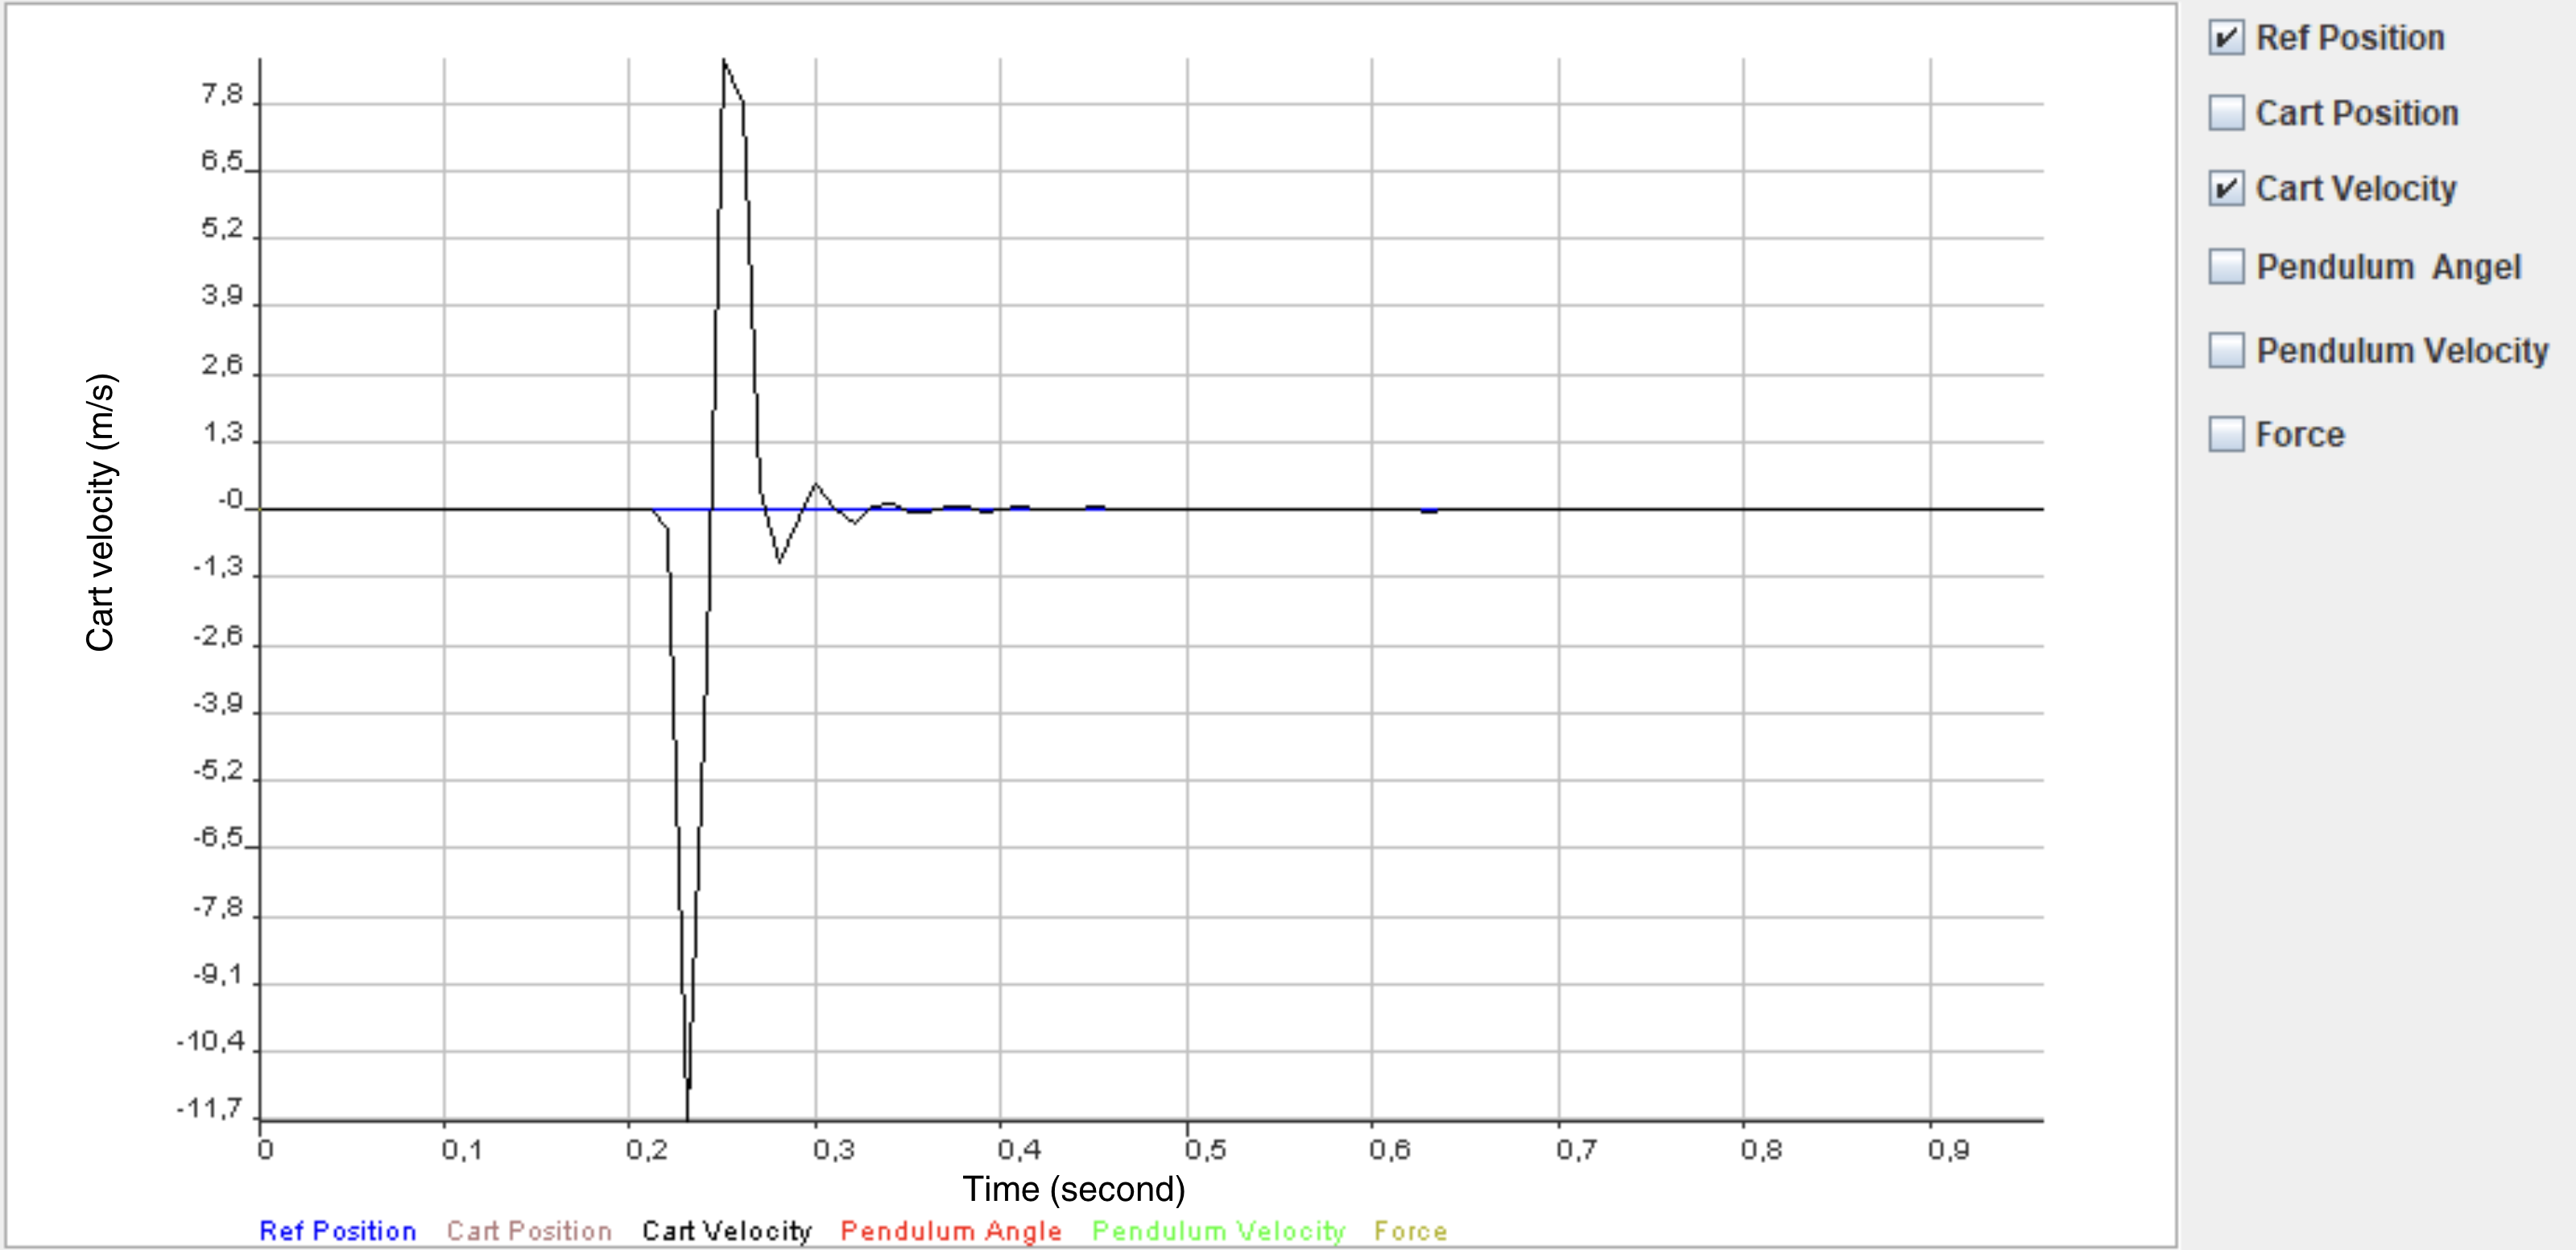 7,8
6,5
5,2
3,9
2,6
1,3
-0
-1,3
-2,6
-3,9
-5,2
-6,5
-7,8
-9,1
-10,4
-11,7
Cart velocity (m/s)
0 0,1 0,2 0,3 0,4 0,5 0,6 0,7 0,8 0,9
Time (second)
Ref Position Cart Position Cart Velocity Pendulum Angle Pendulum Velocity Force
Ref Position
Cart Position
Cart Velocity
Pendulum Angel
Pendulum Velocity
Force